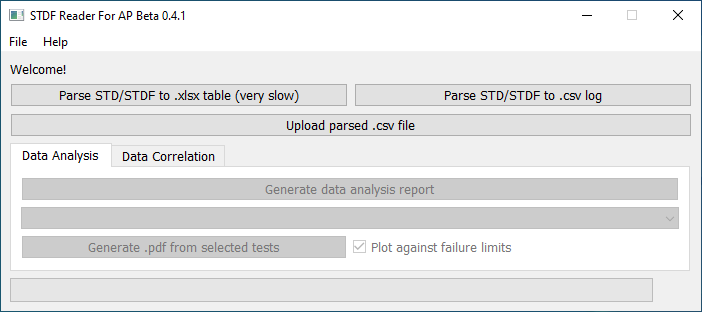 STDF Reader For AP Beta 0.4.1
File Help
Welcome!
Parse STD/STDF to .xlsx table (very slow) Parse STD/STDF to .csv log
Upload parsed .csv file
Data Analysis Data Correlation
Generate data analysis report
Generate .pdf from selected tests Plot against failure limits